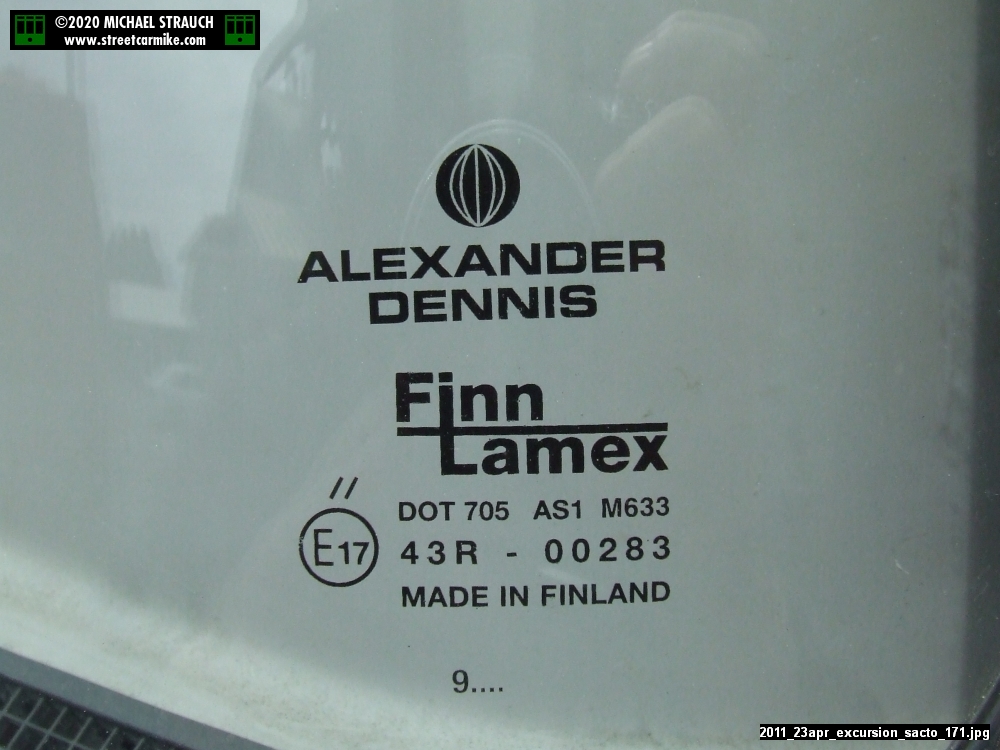 ©2020 MICHAEL STRAUCH
www.streetcarmike.com
ALEXANDER
DENNIS
Finn
Lamex
//
DOT 705 AS1 M633
E17
43R - 00283
MADE IN FINLAND
9....
2011_23apr_excursion_sacto_171.jpg